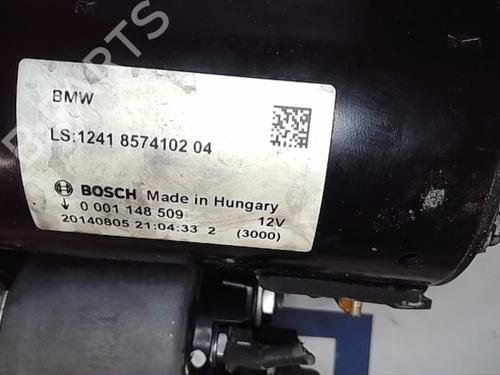 PARTS
BMW
LS:1241 8574102 04
BOSCH Made in Hungary
↓ 0 001 148 509 12V
20140805 21:04:33 2 (3000)